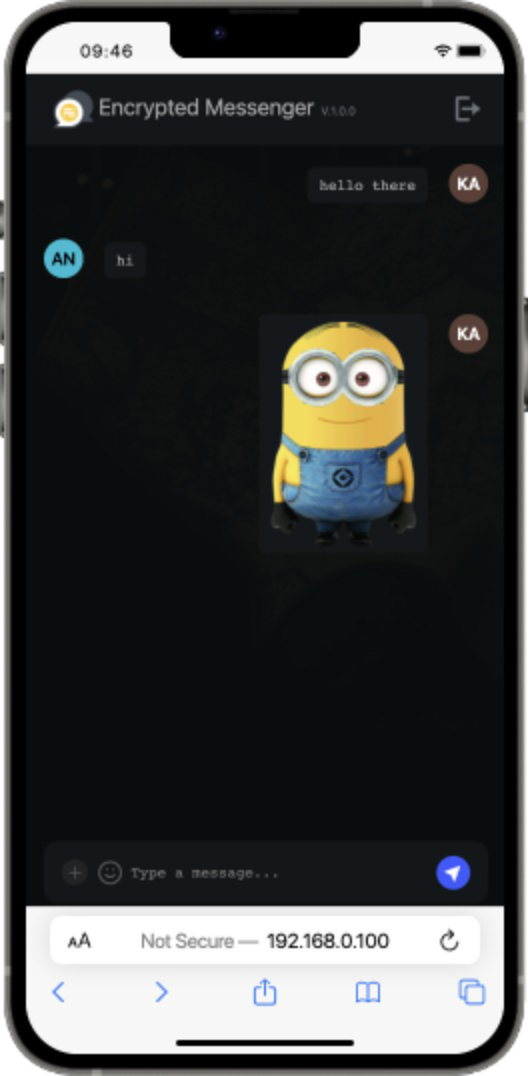 09:46
Encrypted Messenger V.1.0.0
hello there KA
AN hi
KA
Type a message...
AA Not Secure — 192.168.0.100